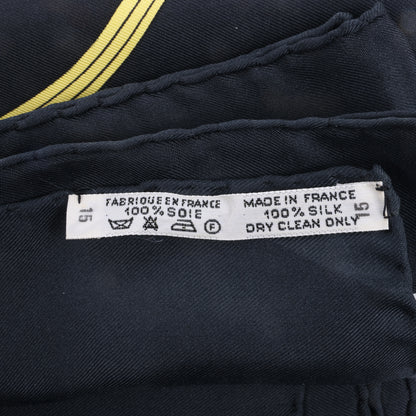 15
FABRIQUE EN FRANCE
100% SOIE
F
MADE IN FRANCE
100% SILK
DRY CLEAN ONLY
15